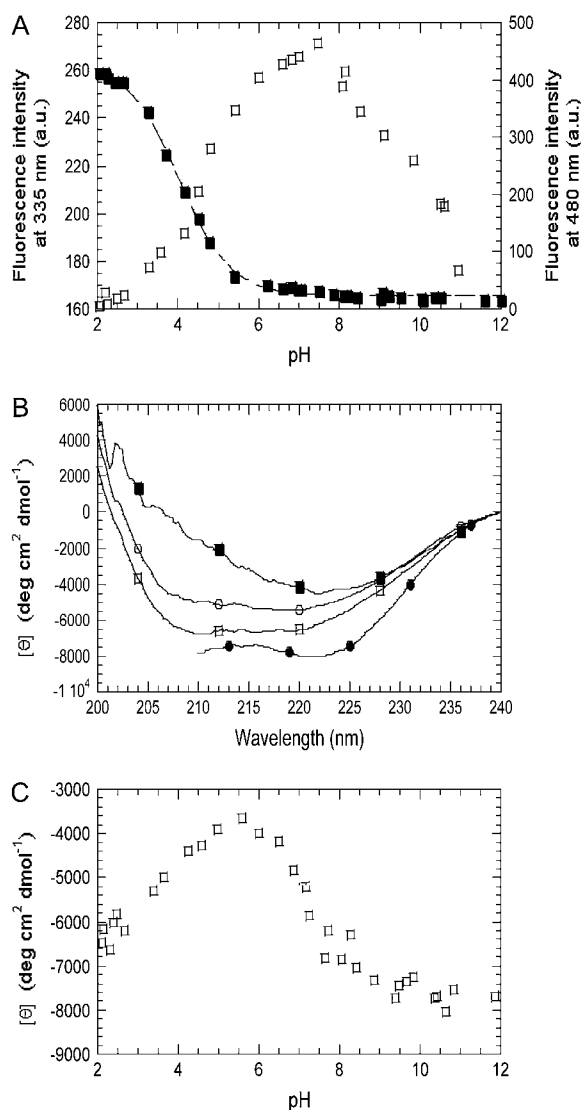 A
Fluorescence intensity
at 335 nm (a.u.)
280
260
240
220
200
180
160
500
400
300
200
100
0
Fluorescence intensity
at 480 nm (a.u.)
2 4 6 8 10 12
pH
B
[θ] (deg cm² dmol⁻¹)
6000
4000
2000
0
-2000
-4000
-6000
-8000
-1 10⁴
200 205 210 215 220 225 230 235 240
Wavelength (nm)
C
[θ] (deg cm² dmol⁻¹)
-3000
-4000
-5000
-6000
-7000
-8000
-9000
2 4 6 8 10 12
pH